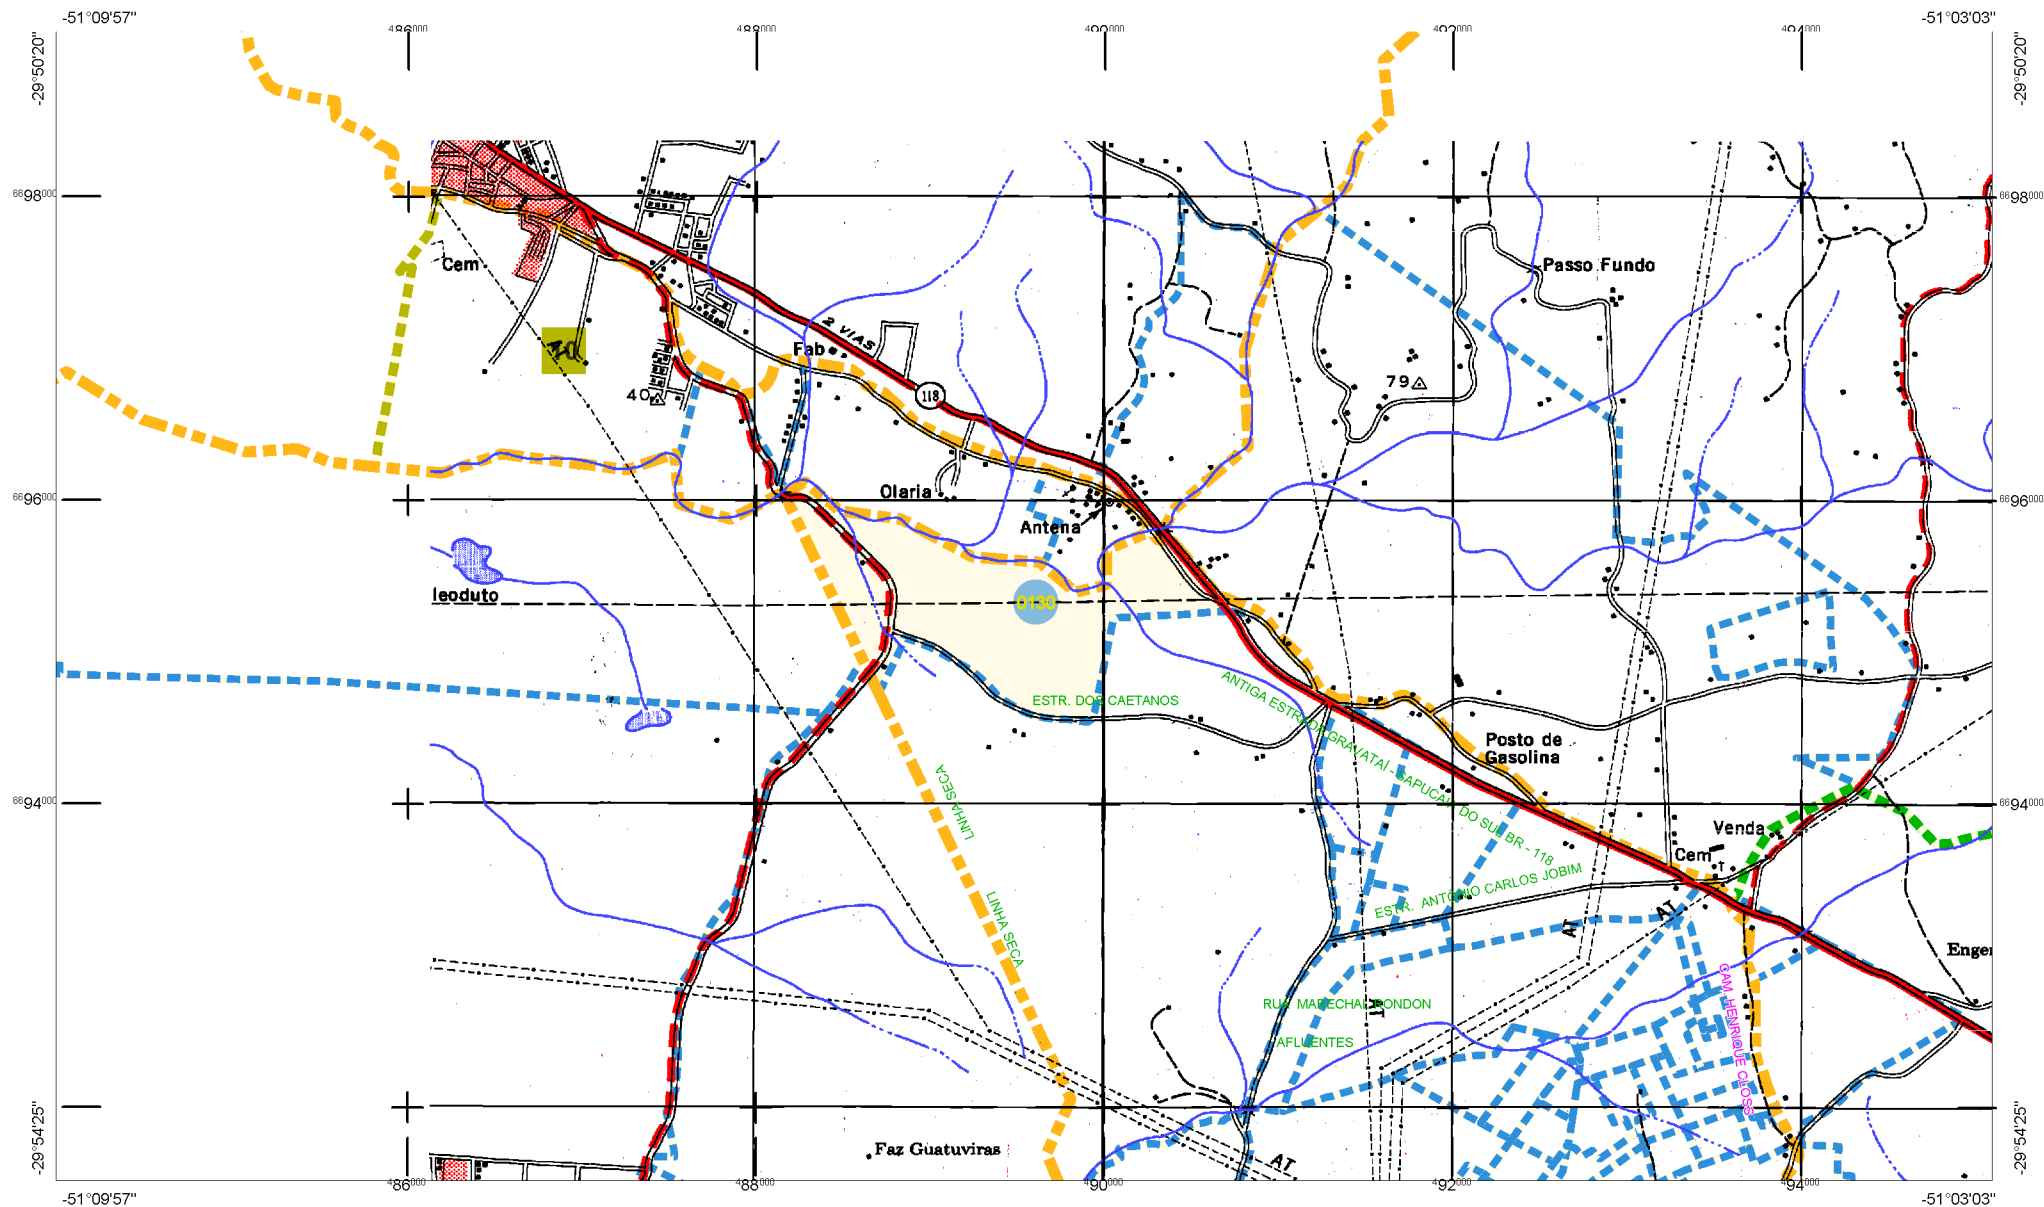 -51°09'57"
-51°03'03"
-29°50'20"
-29°50'20"
486000
488000
490000
492000
494000
6698000
6698000
Cem
Passo Fundo
2 VIAS
Fab
40
79
118
Olaria
6696000
6696000
Antena
leoduto
0130
ESTR. DOS CAETANOS
ANTIGA ESTRADA GRAVATAÍ - SAPUCAIA DO SUL BR - 118
Posto de
Gasolina
LINHA SECA
6694000
6694000
Venda
Cem
ESTR. ANTÔNIO CARLOS JOBIM
LINHA SECA
AT
AT
Enger
CAM. HENRIQUE CLOSS
RUA MARECHAL RONDON
AFLUENTES
Faz Guatuviras
AT
-29°54'25"
-29°54'25"
486000
488000
490000
492000
494000
-51°09'57"
-51°03'03"